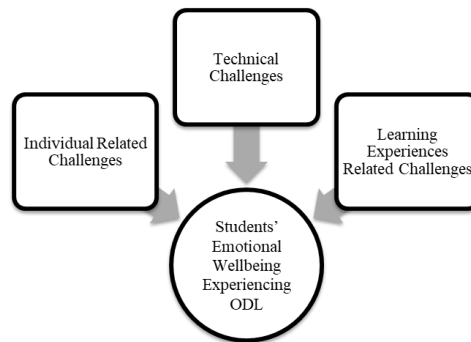 Technical
Challenges
Individual Related
Challenges
Learning
Experiences
Related Challenges
Students’
Emotional
Wellbeing
Experiencing
ODL